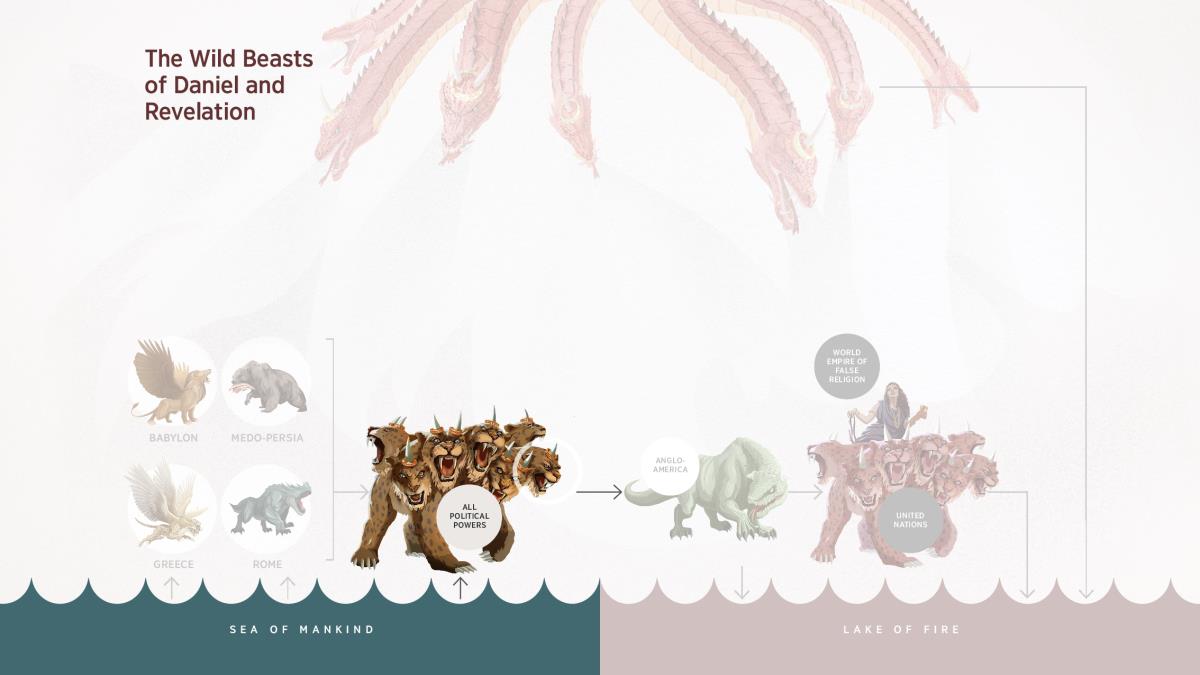 The Wild Beasts
of Daniel and
Revelation
WORLD
EMPIRE OF
FALSE
RELIGION
BABYLON
MEDO-PERSIA
ANGLO-
AMERICA
ALL
POLITICAL
POWERS
UNITED
NATIONS
GREECE
ROME
SEA OF MANKIND
LAKE OF FIRE